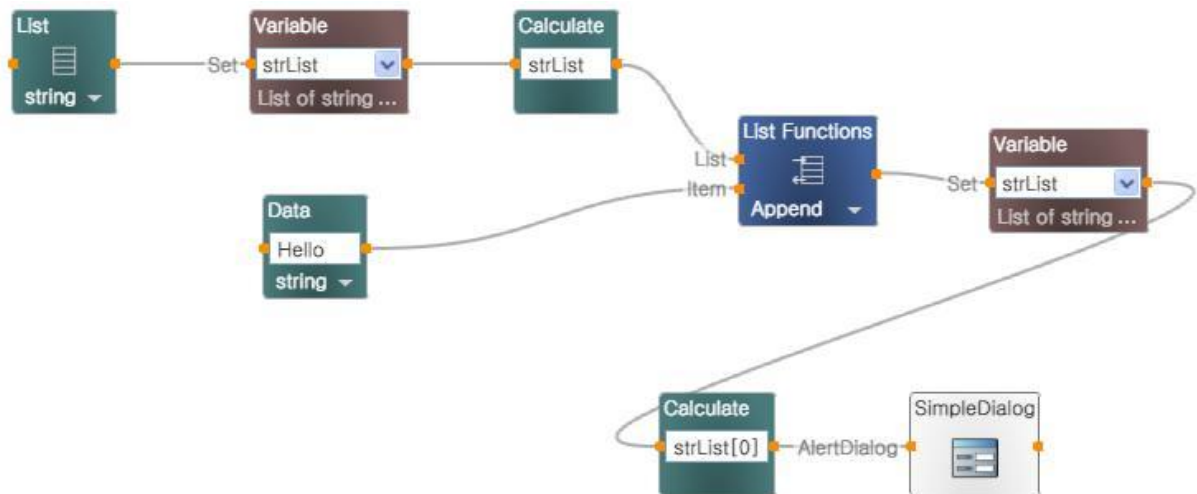 List
string
Set
Variable
strList
List of string ...
Calculate
strList
Data
Hello
string
List
Item
List Functions
Append
Set
Variable
strList
List of string ...
Calculate
strList[0]
AlertDialog
SimpleDialog